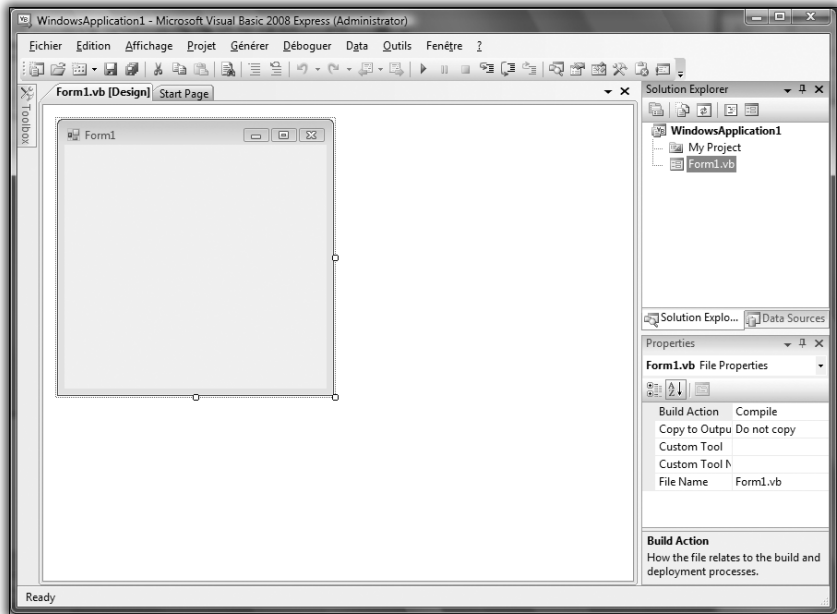 WindowsApplication1 - Microsoft Visual Basic 2008 Express (Administrator)
Fichier Edition Affichage Projet Générer Déboguer Data Outils Fenêtre ?
Form1.vb [Design] Start Page
Toolbox
Form1
Solution Explorer
WindowsApplication1
My Project
Form1.vb
Solution Explo... Data Sources
Properties
Form1.vb File Properties
Build Action Compile
Copy to Outpu Do not copy
Custom Tool
Custom Tool N
File Name Form1.vb
Build Action
How the file relates to the build and
deployment processes.
Ready